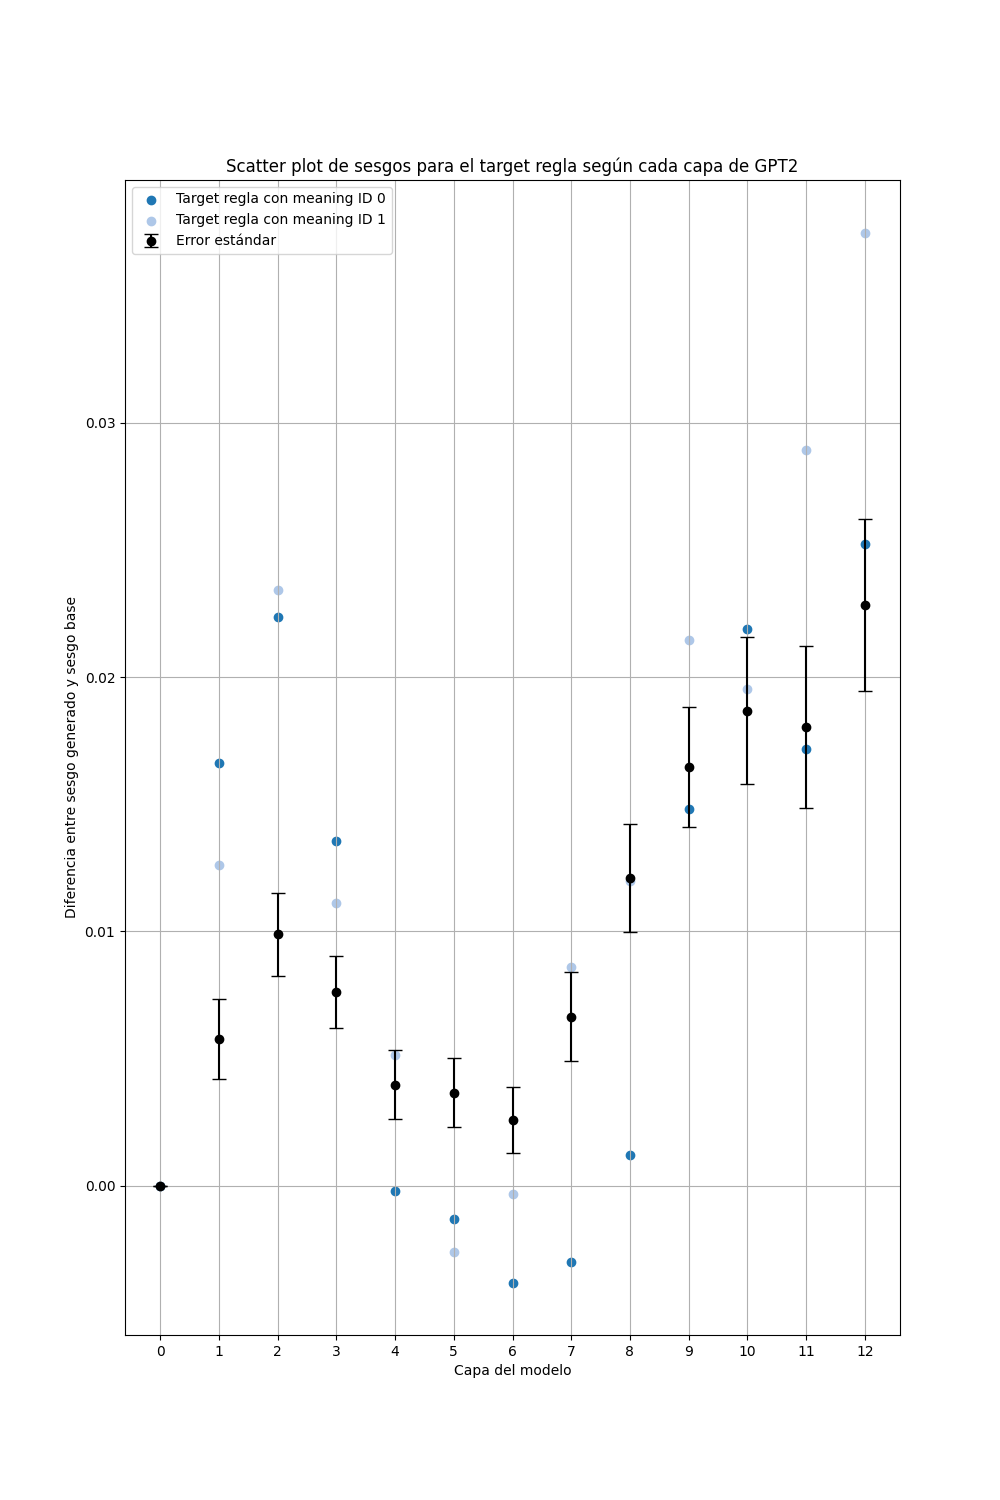 Scatter plot de sesgos para el target regla según cada capa de GPT2
Target regla con meaning ID 0
Target regla con meaning ID 1
Error estándar
0.03
0.02
0.01
0.00
Diferencia entre sesgo generado y sesgo base
0 1 2 3 4 5 6 7 8 9 10 11 12
Capa del modelo